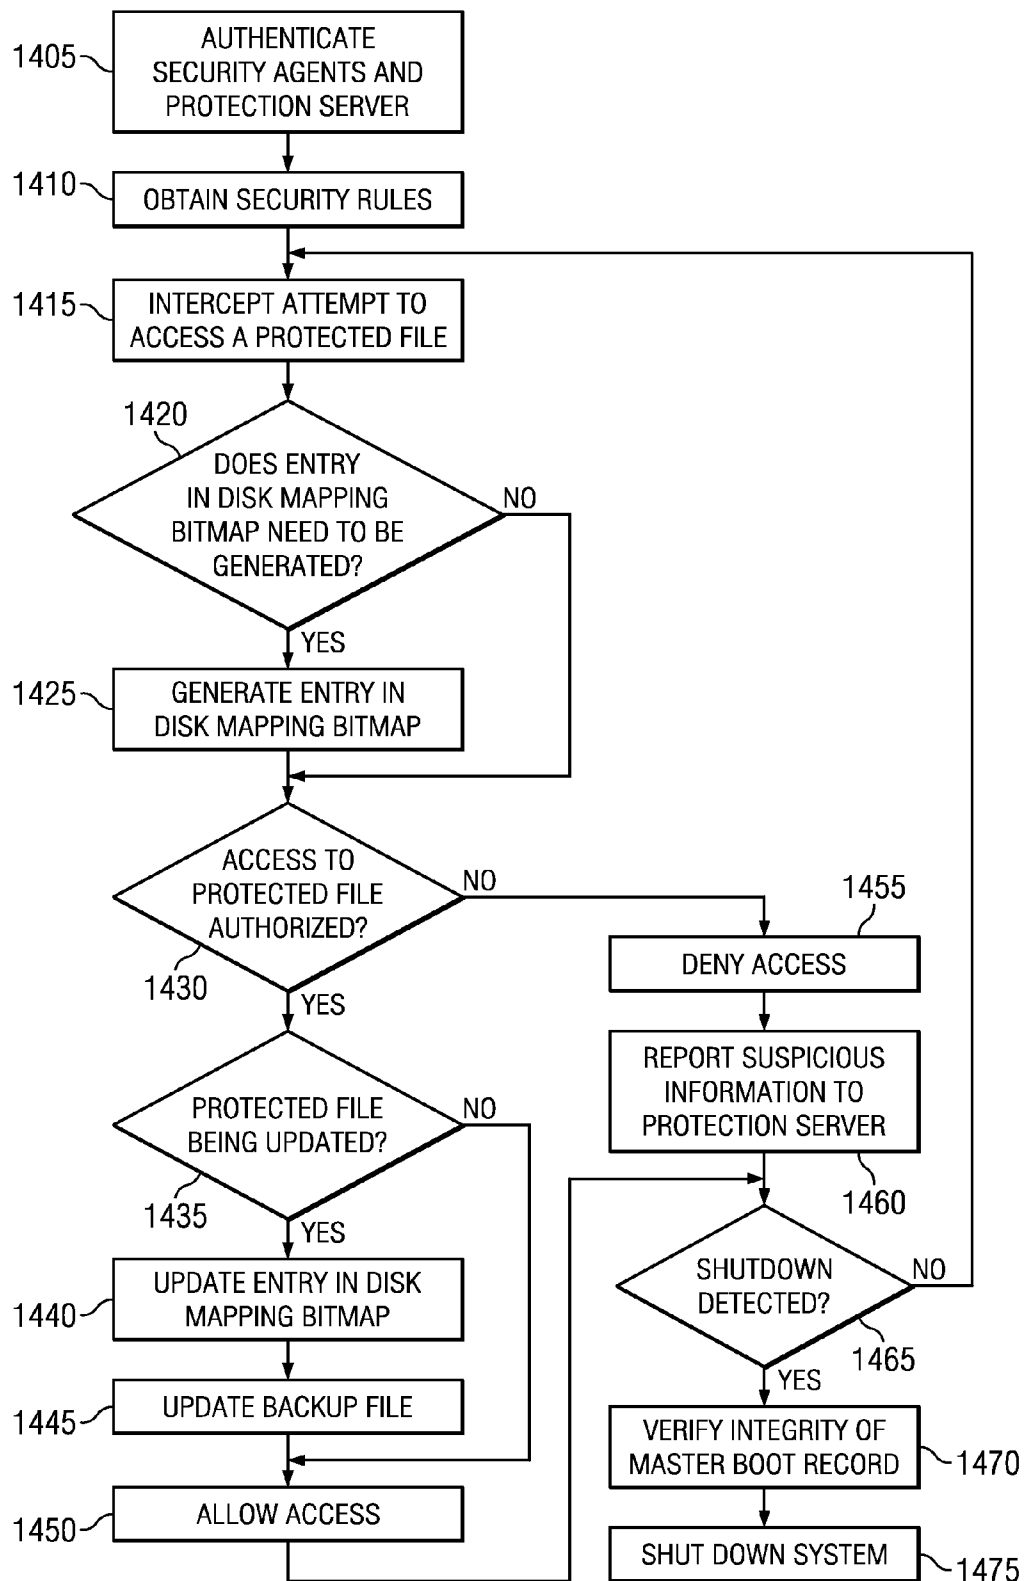 1405
AUTHENTICATE
SECURITY AGENTS AND
PROTECTION SERVER
1410
OBTAIN SECURITY RULES
1415
INTERCEPT ATTEMPT TO
ACCESS A PROTECTED FILE
1420
DOES ENTRY
IN DISK MAPPING
BITMAP NEED TO BE
GENERATED?
NO
YES
1425
GENERATE ENTRY IN
DISK MAPPING BITMAP
ACCESS TO
PROTECTED FILE
AUTHORIZED?
NO
1430
YES
PROTECTED FILE
BEING UPDATED?
NO
1435
YES
1440
UPDATE ENTRY IN DISK
MAPPING BITMAP
1445
UPDATE BACKUP FILE
1450
ALLOW ACCESS
1455
DENY ACCESS
REPORT SUSPICIOUS
INFORMATION TO
PROTECTION SERVER
1460
SHUTDOWN
DETECTED?
NO
1465
YES
VERIFY INTEGRITY OF
MASTER BOOT RECORD
1470
SHUT DOWN SYSTEM
1475